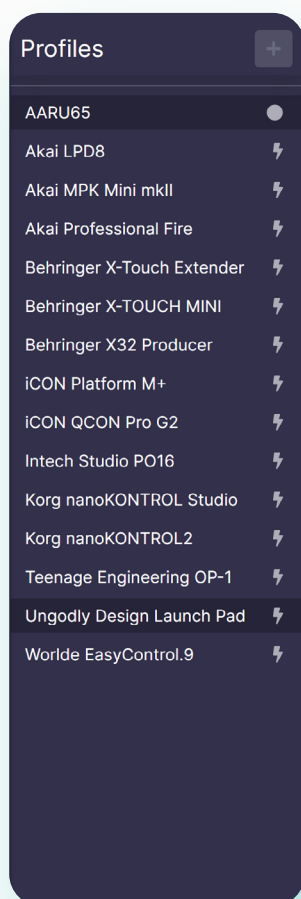 Profiles
AARU65
Akai LPD8
Akai MPK Mini mkII
Akai Professional Fire
Behringer X-Touch Extender
Behringer X-TOUCH MINI
Behringer X32 Producer
iCON Platform M+
iCON QCON Pro G2
Intech Studio PO16
Korg nanoKONTROL Studio
Korg nanoKONTROL2
Teenage Engineering OP-1
Ungodly Design Launch Pad
Worlde EasyControl.9